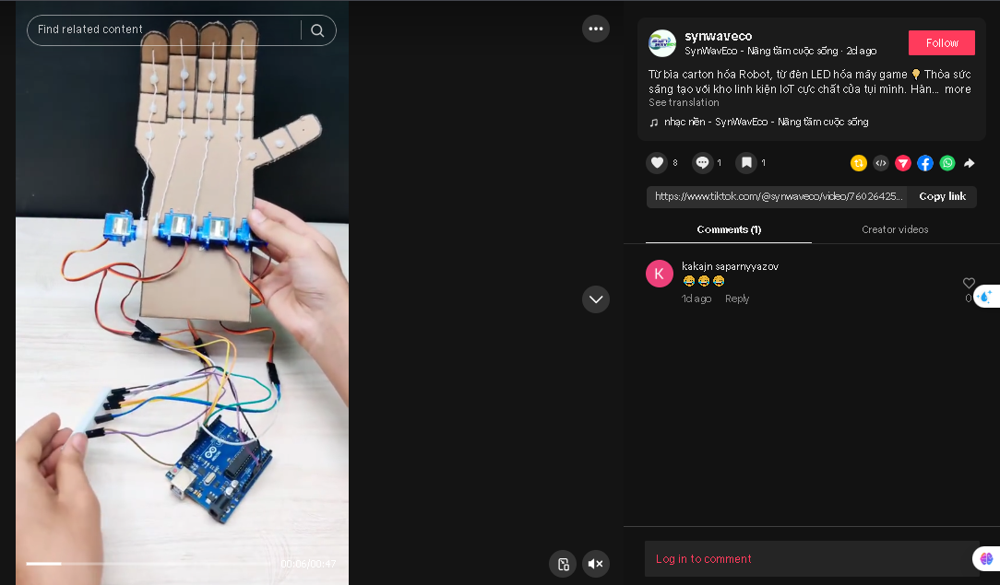 Find related content
00:06/00:47
synwaveco
SynWavEco - Nâng tầm cuộc sống · 2d ago
Follow
Từ bìa carton hóa Robot, từ đèn LED hóa máy game 💡 Thỏa sức
sáng tạo với kho linh kiện IoT cực chất của tụi mình. Hàn... more
See translation
nhạc nền - SynWavEco - Nâng tầm cuộc sống
8
1
1
https://www.tiktok.com/@synwaveco/video/76026425...
Copy link
Comments (1)
Creator videos
K
kakajn saparnyyazov
😂😂😂
1d ago Reply
0
Log in to comment